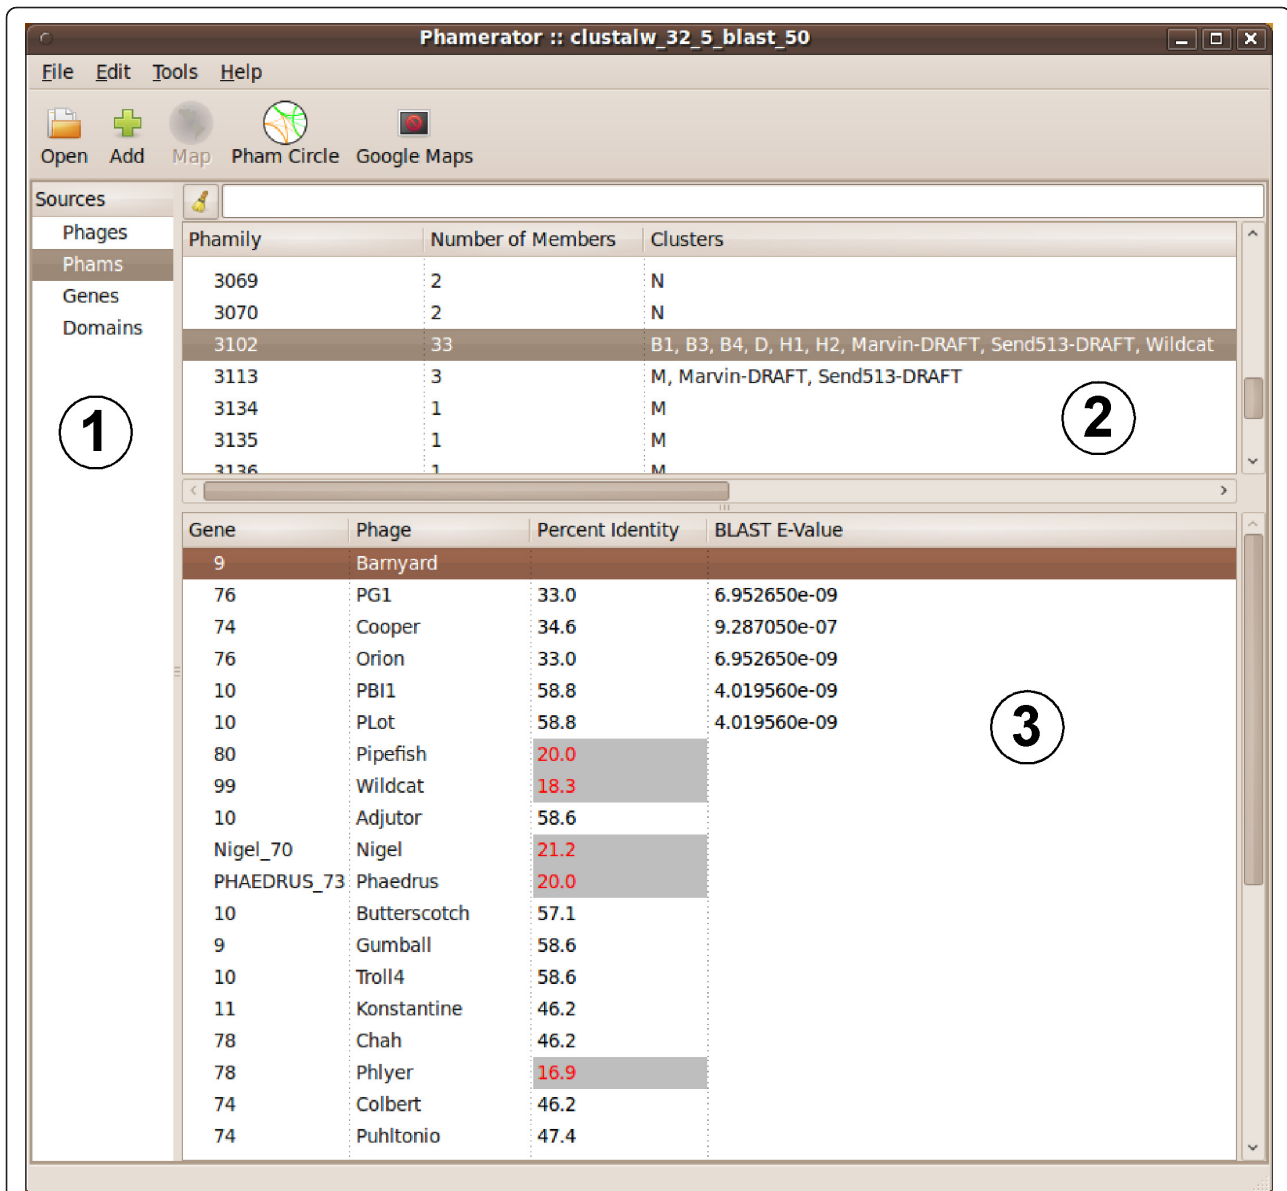 Phamerator :: clustalw_32_5_blast_50
File Edit Tools Help
Open Add Map Pham Circle Google Maps
Sources
Phages
Phams
Genes
Domains
1
Phamily Number of Members Clusters
3069 2 N
3070 2 N
3102 33 B1, B3, B4, D, H1, H2, Marvin-DRAFT, Send513-DRAFT, Wildcat
3113 3 M, Marvin-DRAFT, Send513-DRAFT
3134 1 M
3135 1 M
3136 1 M
2
Gene Phage Percent Identity BLAST E-Value
9 Barnyard
76 PG1 33.0 6.952650e-09
74 Cooper 34.6 9.287050e-07
76 Orion 33.0 6.952650e-09
10 PBI1 58.8 4.019560e-09
10 PLot 58.8 4.019560e-09
80 Pipefish 20.0
99 Wildcat 18.3
10 Adjutor 58.6
Nigel_70 Nigel 21.2
PHAEDRUS_73 Phaedrus 20.0
10 Butterscotch 57.1
9 Gumball 58.6
10 Troll4 58.6
11 Konstantine 46.2
78 Chah 46.2
78 Phlyer 16.9
74 Colbert 46.2
74 Puhltonio 47.4
3